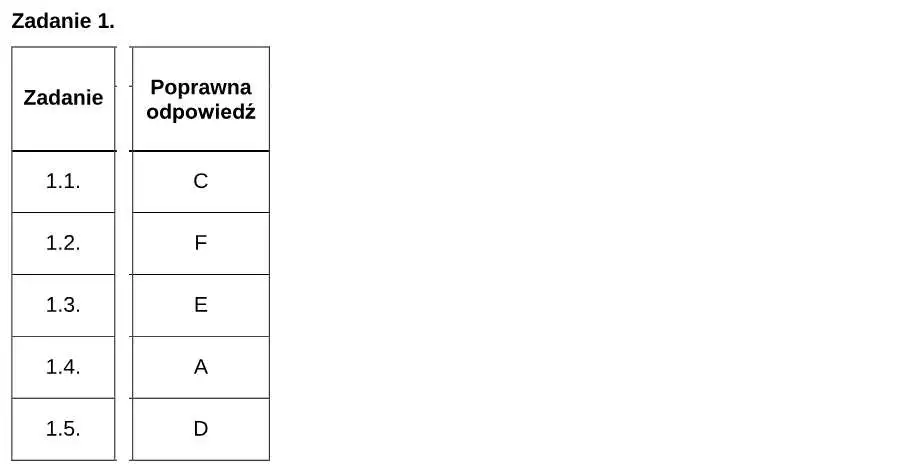 Zadanie 1.
Zadanie
Poprawna
odpowiedź
1.1. C
1.2. F
1.3. E
1.4. A
1.5. D